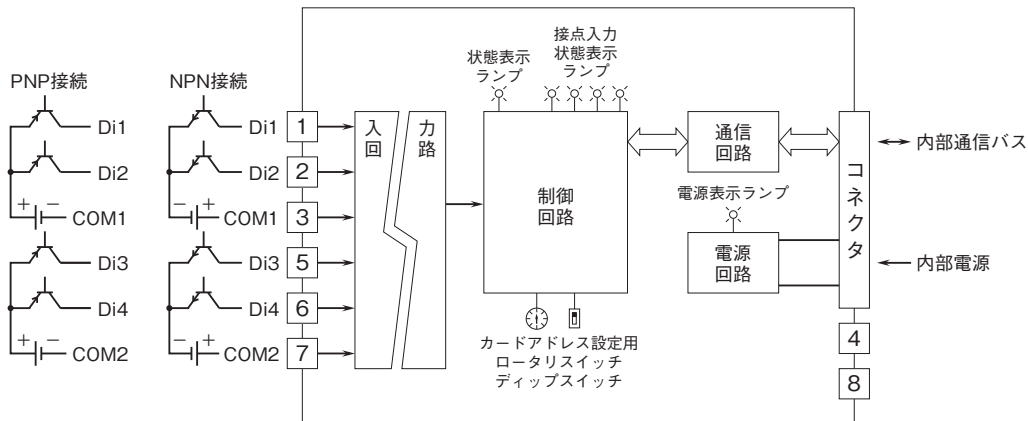 PNP接続
NPN接続
Di1
Di2
+ −
COM1
Di3
Di4
+ −
COM2
Di1
Di2
− +
COM1
Di3
Di4
− +
COM2
1
2
3
5
6
7
入力
回路
状態表示
ランプ
接点入力
状態表示
ランプ
制御
回路
カードアドレス設定用
ロータリスイッチ
ディップスイッチ
通信
回路
電源表示ランプ
電源
回路
コネクタ
4
8
内部通信バス
内部電源